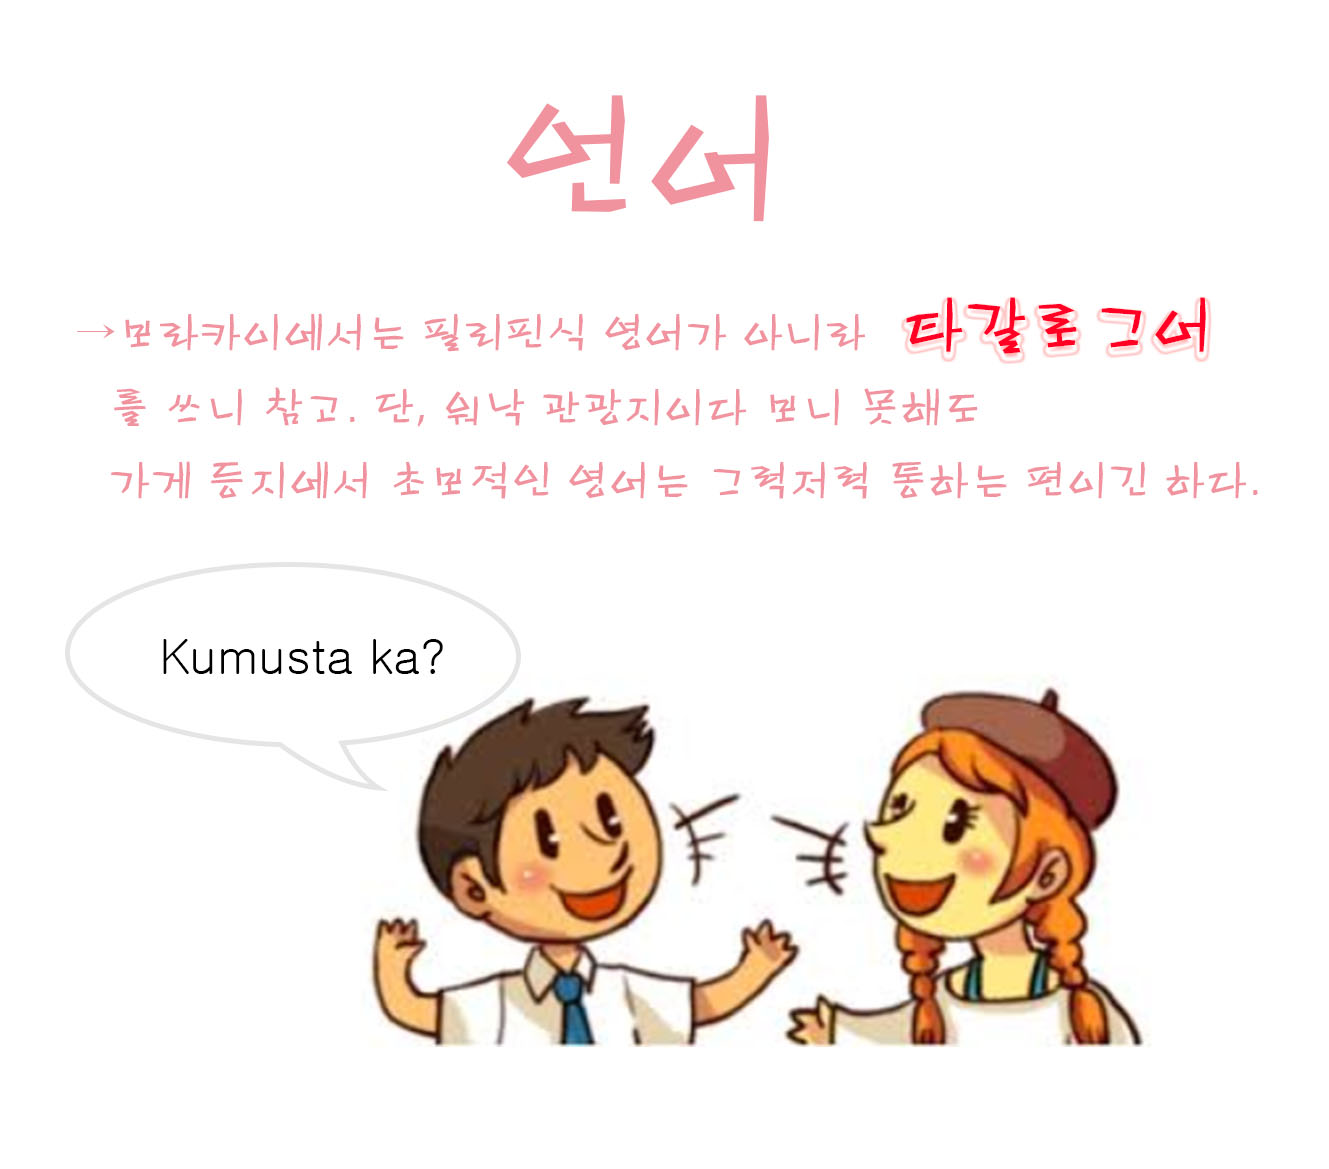 언어
→보라카이에서는 필리핀식 영어가 아니라 타갈로그어
를 쓰니 참고. 단, 워낙 관광지이다 보니 못해도
가게 등지에서 초보적인 영어는 그럭저럭 통하는 편이긴 하다.
Kumusta ka?